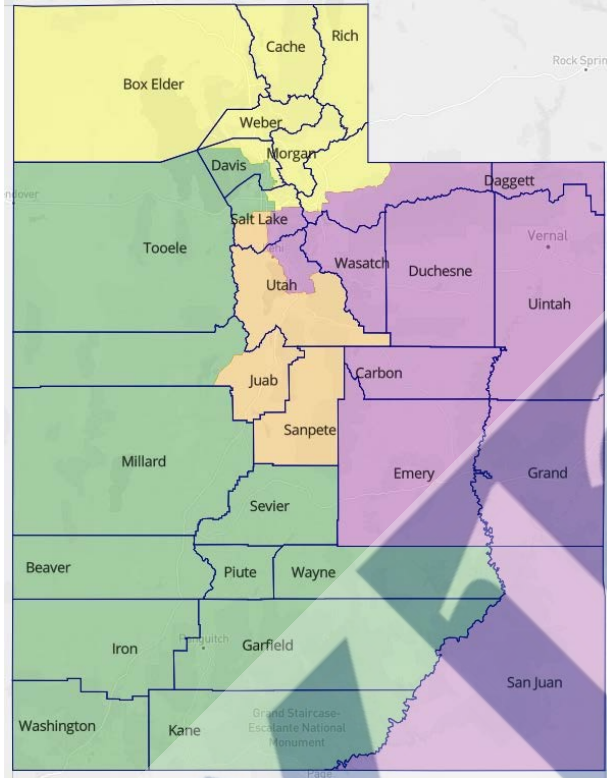 Rich
Cache
Rock Sprin
Box Elder
Weber
Morgan
Davis
Daggett
endover
Salt Lake
Vernal
Tooele
Wasatch
Duchesne
Utah
Uintah
Carbon
Juab
Sanpete
Millard
Emery
Grand
Sevier
Beaver
Piute
Wayne
Iron
Panguitch
Garfield
San Juan
Grand Staircase-
Escalante National
Monument
Washington
Kane
Page